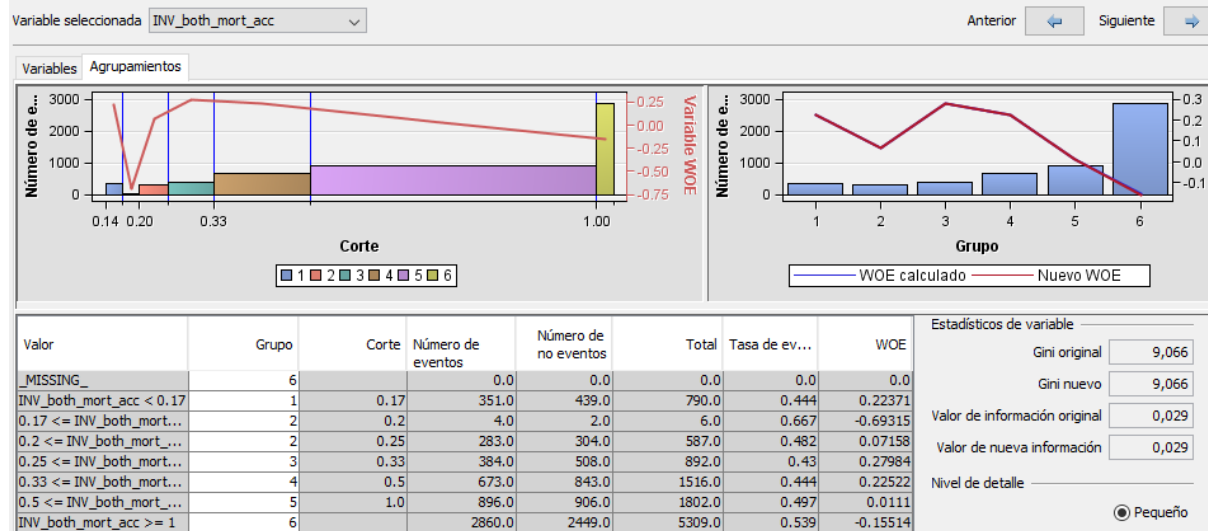 Variable seleccionada INV_both_mort_acc Anterior Siguiente
Variables Agrupamientos
Número de e...
3000
2000
1000
0
0.25
0.00
-0.25
-0.50
-0.75
Variable WOE
0.14 0.20 0.33 1.00
Corte
1 2 3 4 5 6
Número de e...
3000
2000
1000
0
0.3
0.2
0.1
0.0
-0.1
1 2 3 4 5 6
Grupo
WOE calculado Nuevo WOE
Valor Grupo Corte Número de eventos Número de no eventos Total Tasa de ev... WOE
_MISSING_ 6 0.0 0.0 0.0 0.0 0.0
INV_both_mort_acc < 0.17 1 0.17 351.0 439.0 790.0 0.444 0.22371
0.17 <= INV_both_mort... 2 0.2 4.0 2.0 6.0 0.667 -0.69315
0.2 <= INV_both_mort_... 2 0.25 283.0 304.0 587.0 0.482 0.07158
0.25 <= INV_both_mort... 3 0.33 384.0 508.0 892.0 0.43 0.27984
0.33 <= INV_both_mort... 4 0.5 673.0 843.0 1516.0 0.444 0.22522
0.5 <= INV_both_mort_... 5 1.0 896.0 906.0 1802.0 0.497 0.0111
INV_both_mort_acc >= 1 6 2860.0 2449.0 5309.0 0.539 -0.15514
Estadísticos de variable
Gini original 9,066
Gini nuevo 9,066
Valor de información original 0,029
Valor de nueva información 0,029
Nivel de detalle
Pequeño